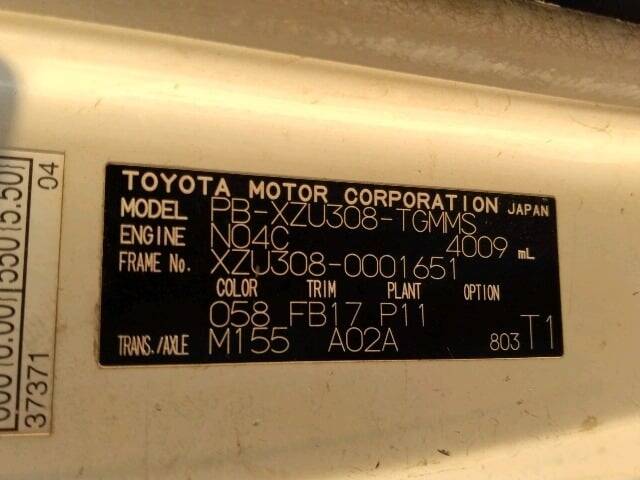 TOYOTA MOTOR CORPORATION JAPAN
MODEL PB-XZU308-TGMMS
ENGINE N04C 4009 mL
FRAME No. XZU308-0001651
COLOR TRIM PLANT OPTION
058 FB17 P11
TRANS./AXLE M155 A02A 803 T1
04
37371